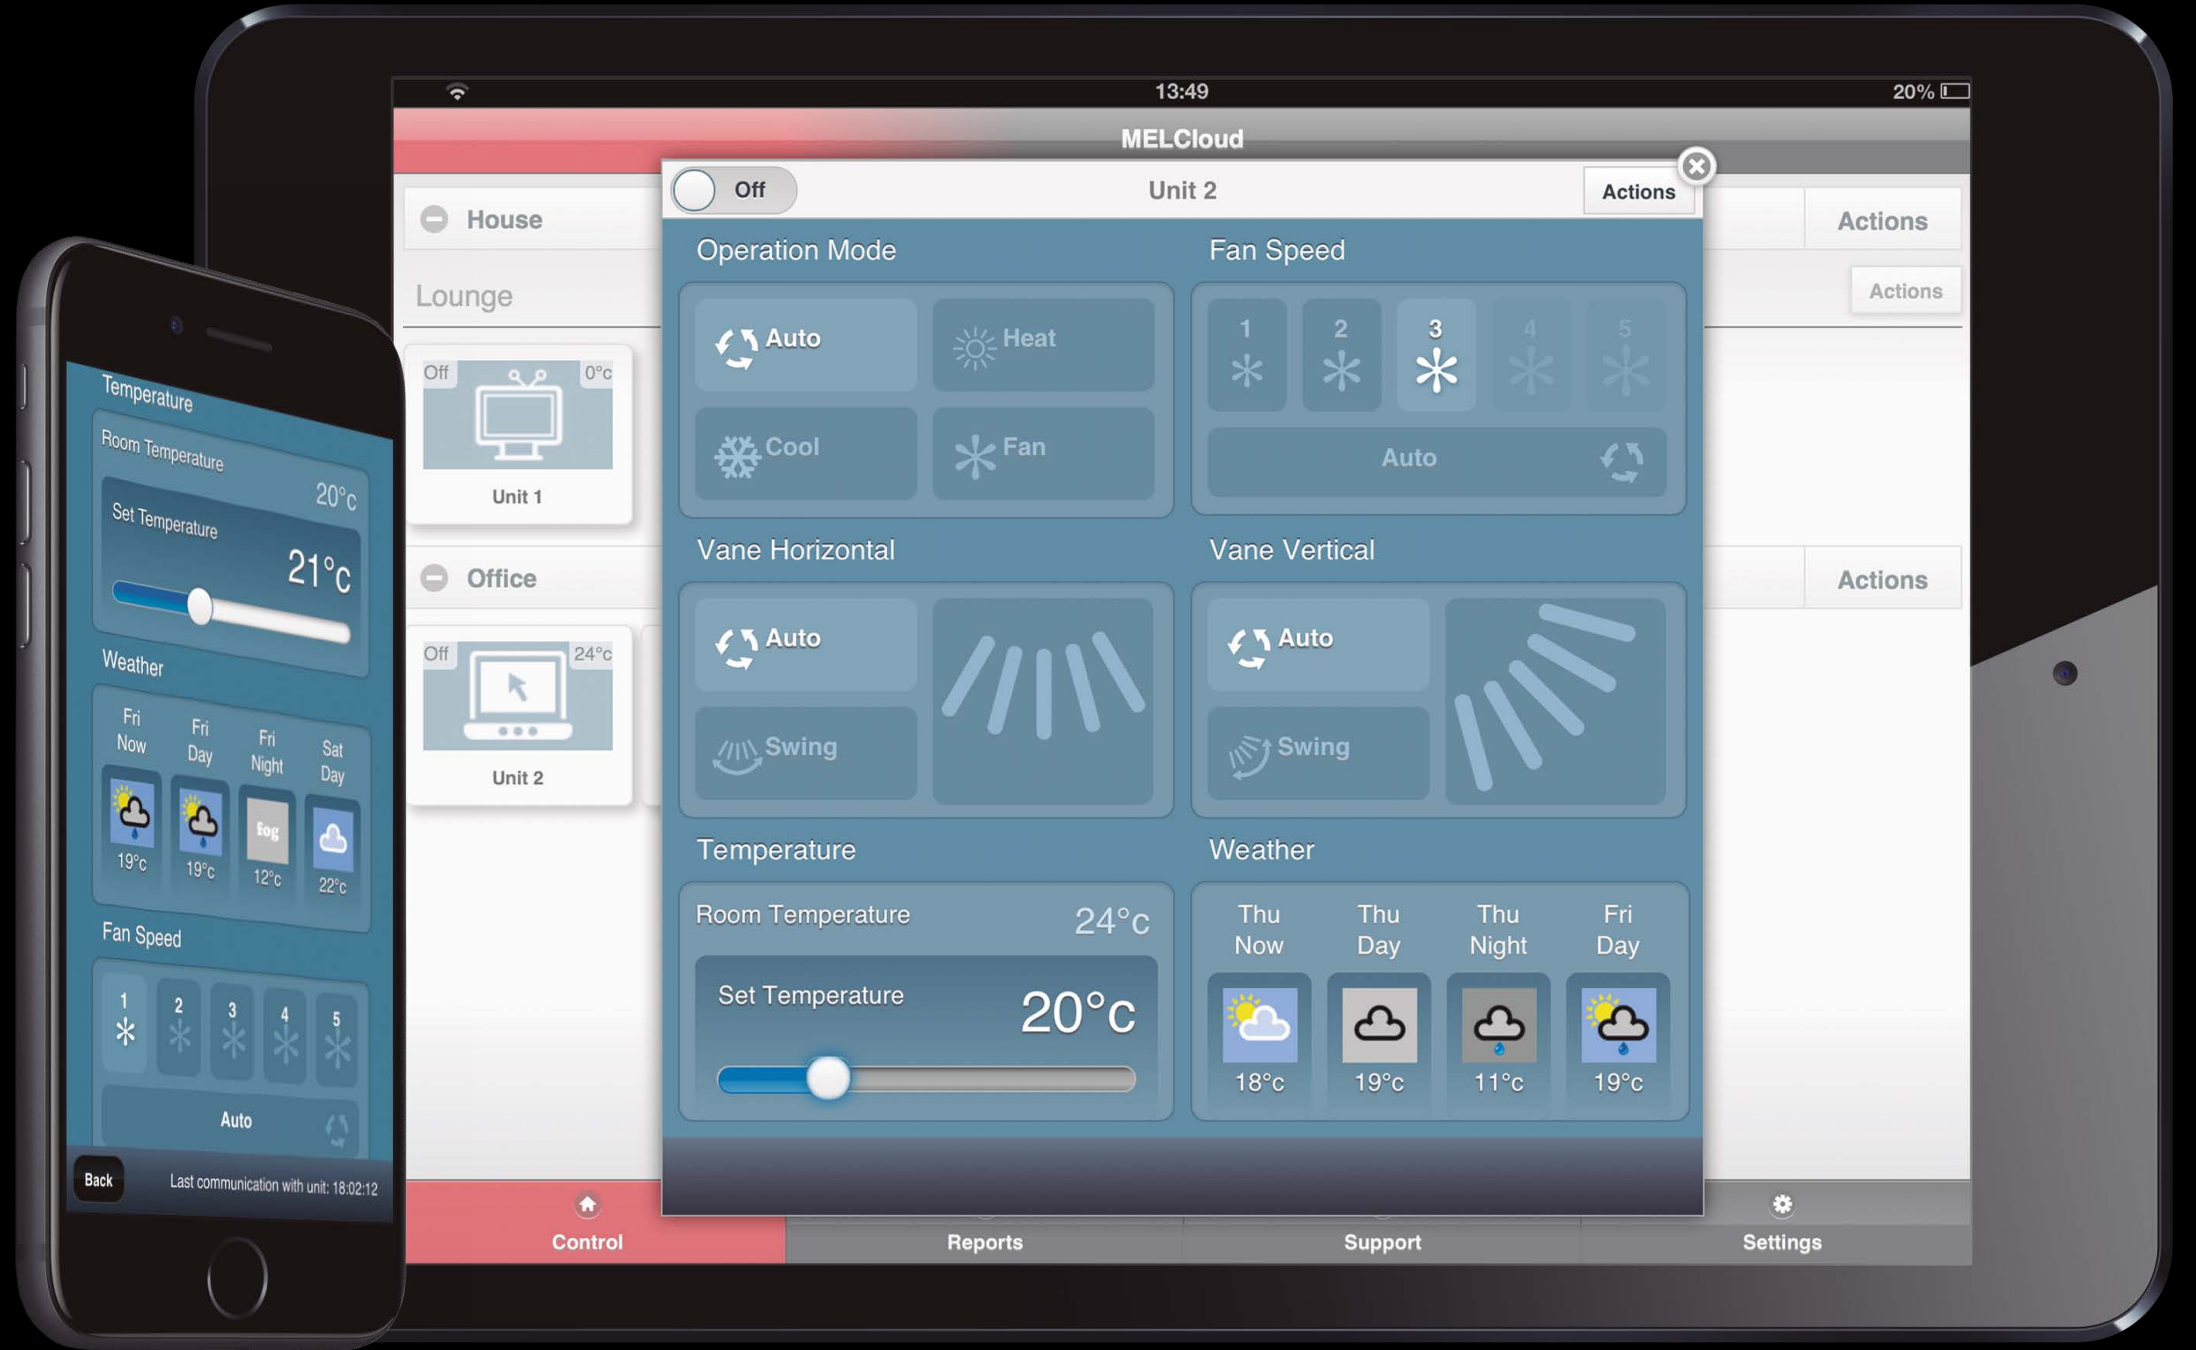 13:49
20%
MELCloud
House
Actions
Lounge
Actions
Off
0°c
Unit 1
Office
Actions
Off
24°c
Unit 2
Off
Unit 2
Actions
Operation Mode
Auto
Heat
Cool
Fan
Fan Speed
1 2 3 4 5
Auto
Vane Horizontal
Auto
Swing
Vane Vertical
Auto
Swing
Temperature
Room Temperature
24°c
Set Temperature
20°c
Weather
Thu Thu Thu Fri
Now Day Night Day
18°c 19°c 11°c 19°c
Control
Reports
Support
Settings
Temperature
Room Temperature
20°c
Set Temperature
21°c
Weather
Fri Fri Fri Sat
Now Day Night Day
Fog
19°c 19°c 12°c 22°c
Fan Speed
1 2 3 4 5
Auto
Back
Last communication with unit: 18:02:12